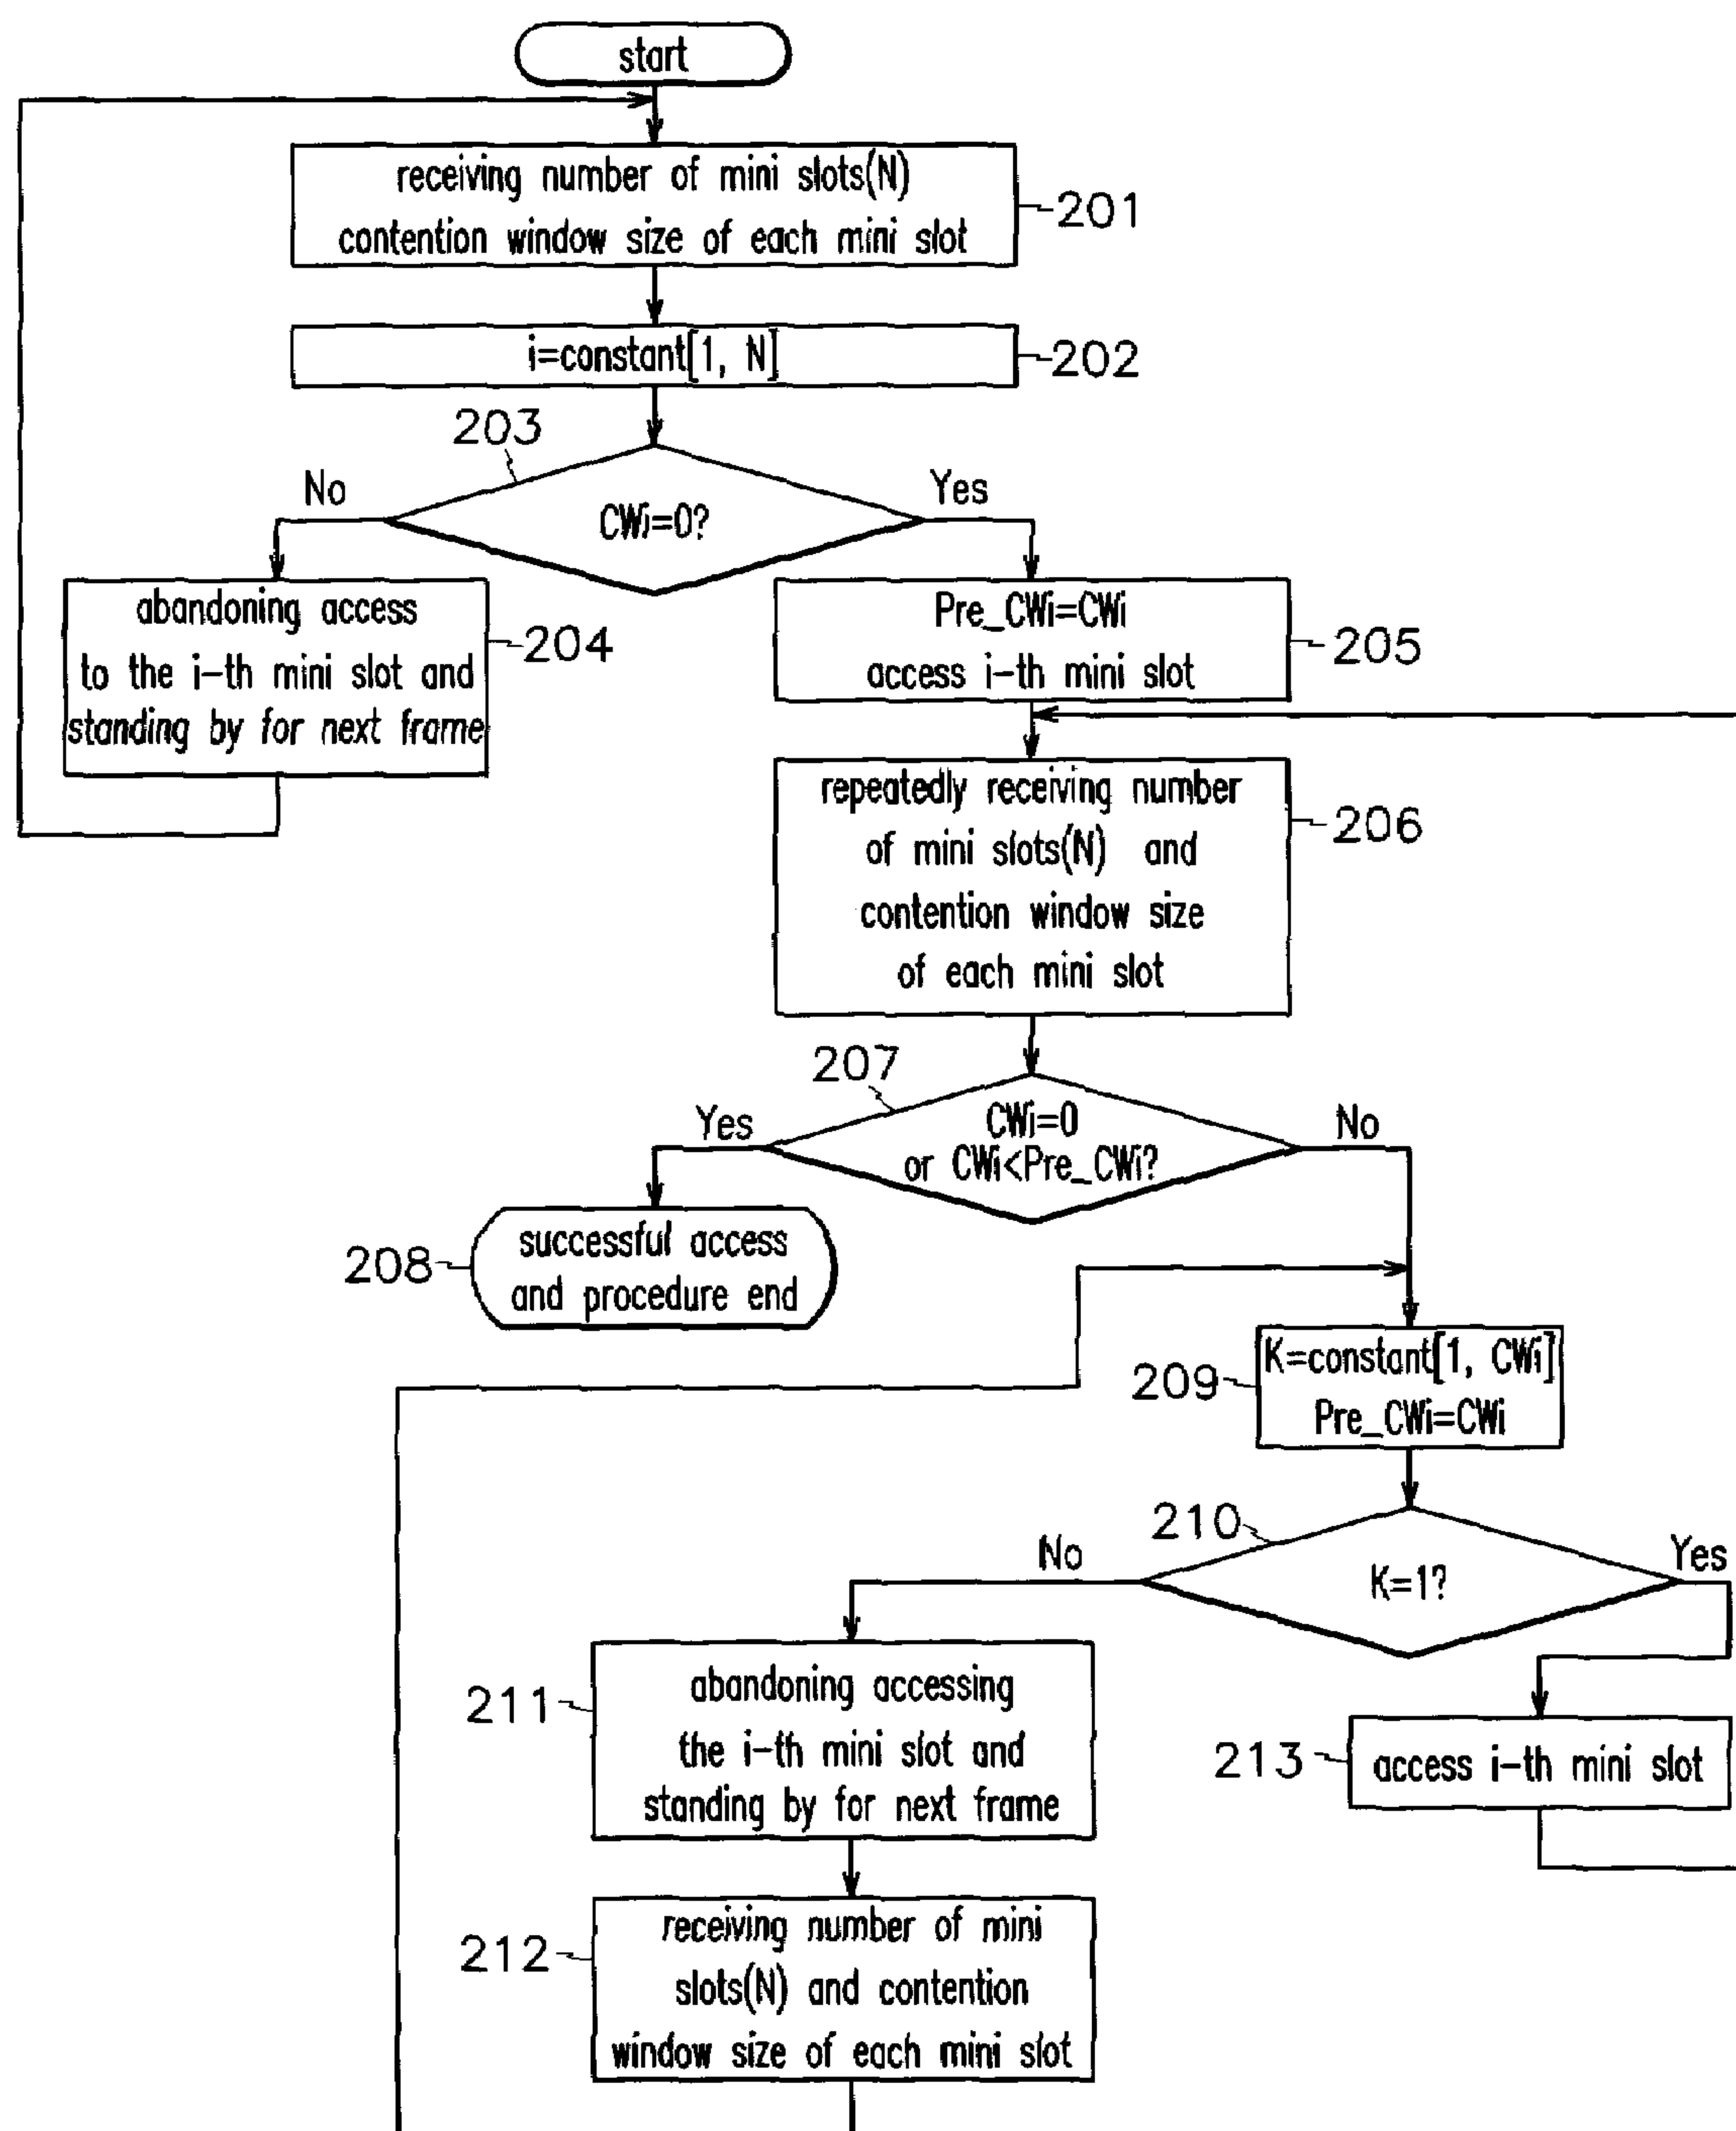 start
receiving number of mini slots(N)
contention window size of each mini slot
201
i=constant[1, N]
202
203
No
Yes
CWi=0?
abandoning access
to the i-th mini slot and
standing by for next frame
204
Pre_CWi=CWi
access i-th mini slot
205
repeatedly receiving number
of mini slots(N) and
contention window size
of each mini slot
206
207
Yes
No
CWi=0
or CWi<Pre_CWi?
208
successful access
and procedure end
K=constant[1, CWi]
Pre_CWi=CWi
209
210
No
Yes
K=1?
211
abandoning accessing
the i-th mini slot and
standing by for next frame
213
access i-th mini slot
212
receiving number of mini
slots(N) and contention
window size of each mini slot